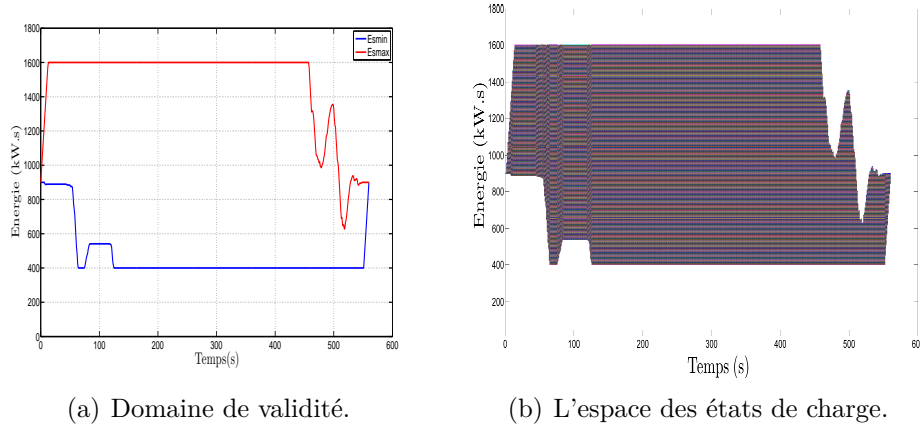 1800
1600
1400
1200
1000
800
600
400
200
0
Energie (kW.s)
0 100 200 300 400 500 600
Temps(s)
Esmin
Esmax
(a) Domaine de validité.
1800
1600
1400
1200
1000
800
600
400
200
Energie (kW.s)
0 100 200 300 400 500 60
Temps (s)
(b) L'espace des états de charge.